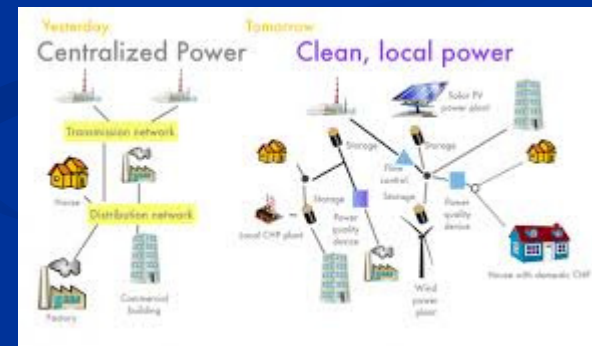 Yesterday
Centralized Power
Transmission network
House
Distribution network
Factory
Commercial
building
Tomorrow
Clean, local power
Solar PV
power plant
Storage
Storage
Flow
control
Storage
Storage
Local CHP plant
Power
quality
device
Power
quality
device
Wind
power
plant
House with domestic CHP